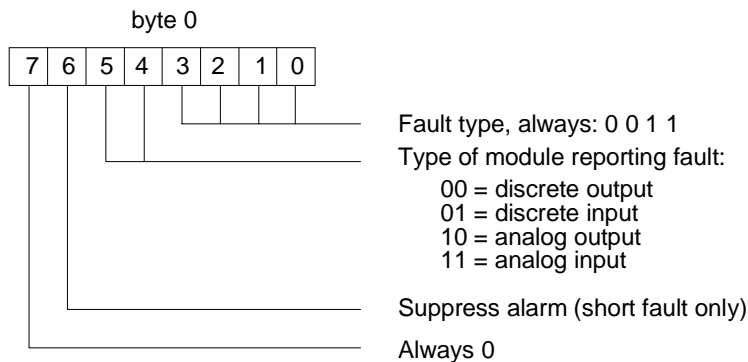 byte 0
7 6 5 4 3 2 1 0
Fault type, always: 0 0 1 1
Type of module reporting fault:
00 = discrete output
01 = discrete input
10 = analog output
11 = analog input
Suppress alarm (short fault only)
Always 0